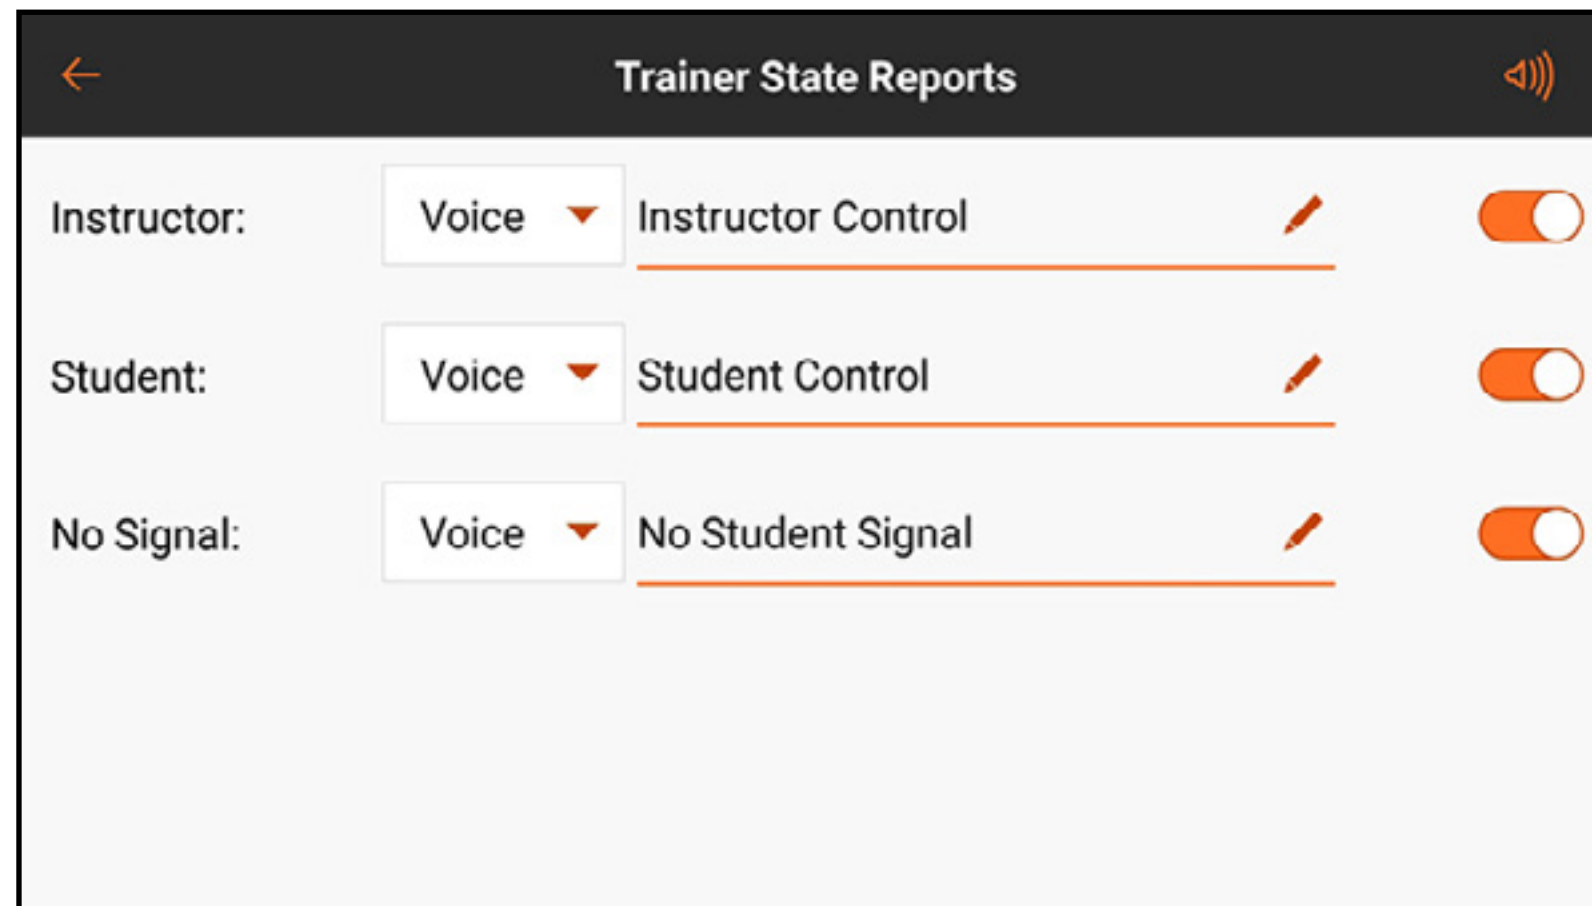 Trainer State Reports
Instructor: Voice Instructor Control
Student: Voice Student Control
No Signal: Voice No Student Signal